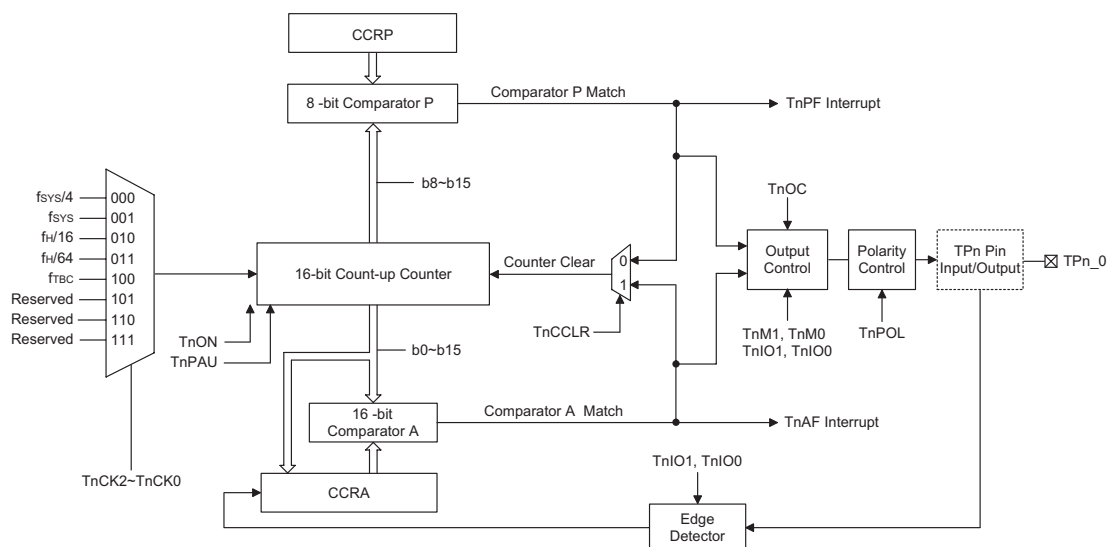 CCRP
8 -bit Comparator P
Comparator P Match
TnPF Interrupt
b8~b15
fSYS/4 000
fSYS 001
fH/16 010
fH/64 011
fTBC 100
Reserved 101
Reserved 110
Reserved 111
16-bit Count-up Counter
Counter Clear
0
1
TnOC
Output
Control
Polarity
Control
TPn Pin
Input/Output
TPn_0
TnON
TnPAU
b0~b15
TnCCLR
TnM1, TnM0
TnIO1, TnIO0
TnPOL
16 -bit
Comparator A
Comparator A Match
TnAF Interrupt
TnCK2~TnCK0
CCRA
TnIO1, TnIO0
Edge
Detector